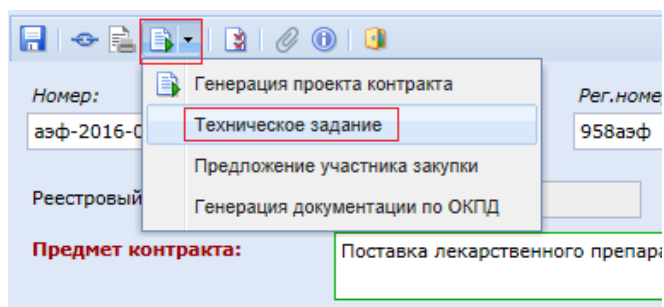 Генерация проекта контракта
Номер:
Рег.номе
Техническое задание
аэф-2016-0
958аэф
Предложение участника закупки
Реестровый
Генерация документации по ОКПД
Предмет контракта:
Поставка лекарственного препара